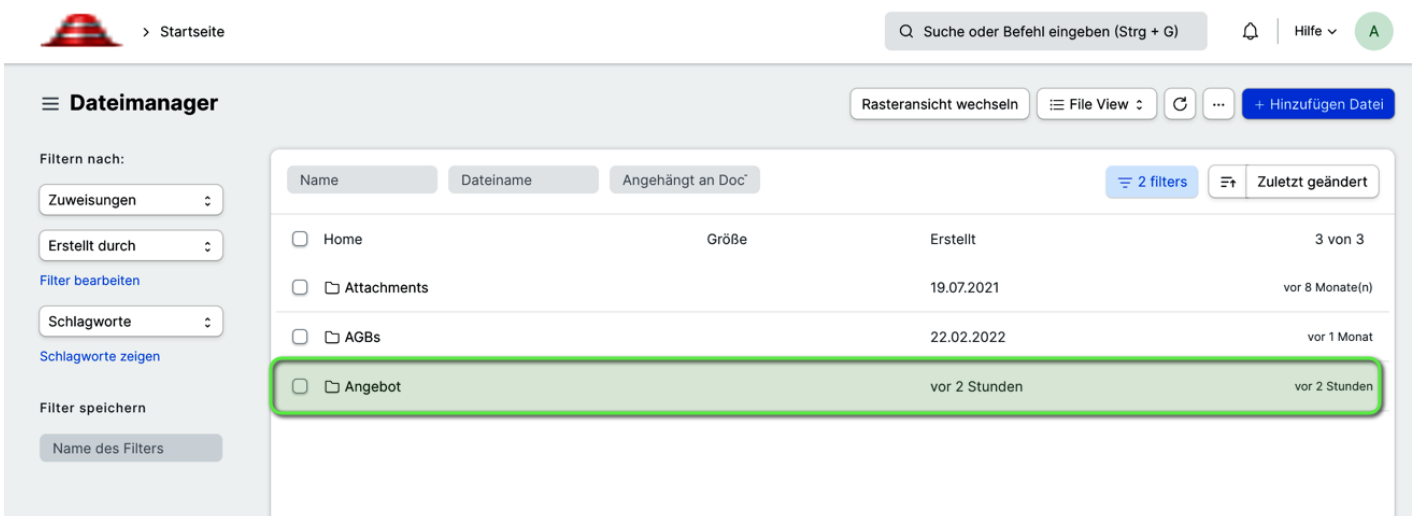 > Startseite
Suche oder Befehl eingeben (Strg + G)
Hilfe
A
Dateimanager
Rasteransicht wechseln
File View
...
+ Hinzufügen Datei
Filtern nach:
Zuweisungen
Erstellt durch
Filter bearbeiten
Schlagworte
Schlagworte zeigen
Filter speichern
Name des Filters
Name Dateiname Angehängt an Doc
2 filters
Zuletzt geändert
Home Größe Erstellt 3 von 3
Attachments 19.07.2021 vor 8 Monate(n)
AGBs 22.02.2022 vor 1 Monat
Angebot vor 2 Stunden vor 2 Stunden